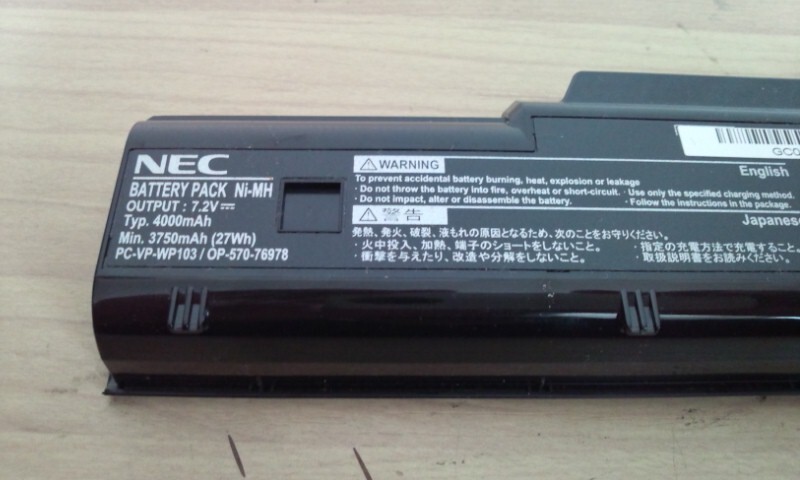 NEC
BATTERY PACK Ni-MH
OUTPUT : 7.2V
Typ. 4000mAh
Min. 3750mAh (27Wh)
PC-VP-WP103 / OP-570-76978
GC0
WARNING
English
To prevent accidental battery burning, heat, explosion or leakage
· Do not throw the battery into fire, overheat or short-circuit. · Use only the specified charging method.
· Do not impact, alter or disassemble the battery. · Follow the instructions in the package.
警告
Japanese
発熱、発火、破裂、液もれの原因となるため、次のことをお守りください。
・火中投入、加熱、端子のショートをしないこと。 ・指定の充電方法で充電すること。
・衝撃を与えたり、改造や分解をしないこと。 ・取扱説明書をお読みください。